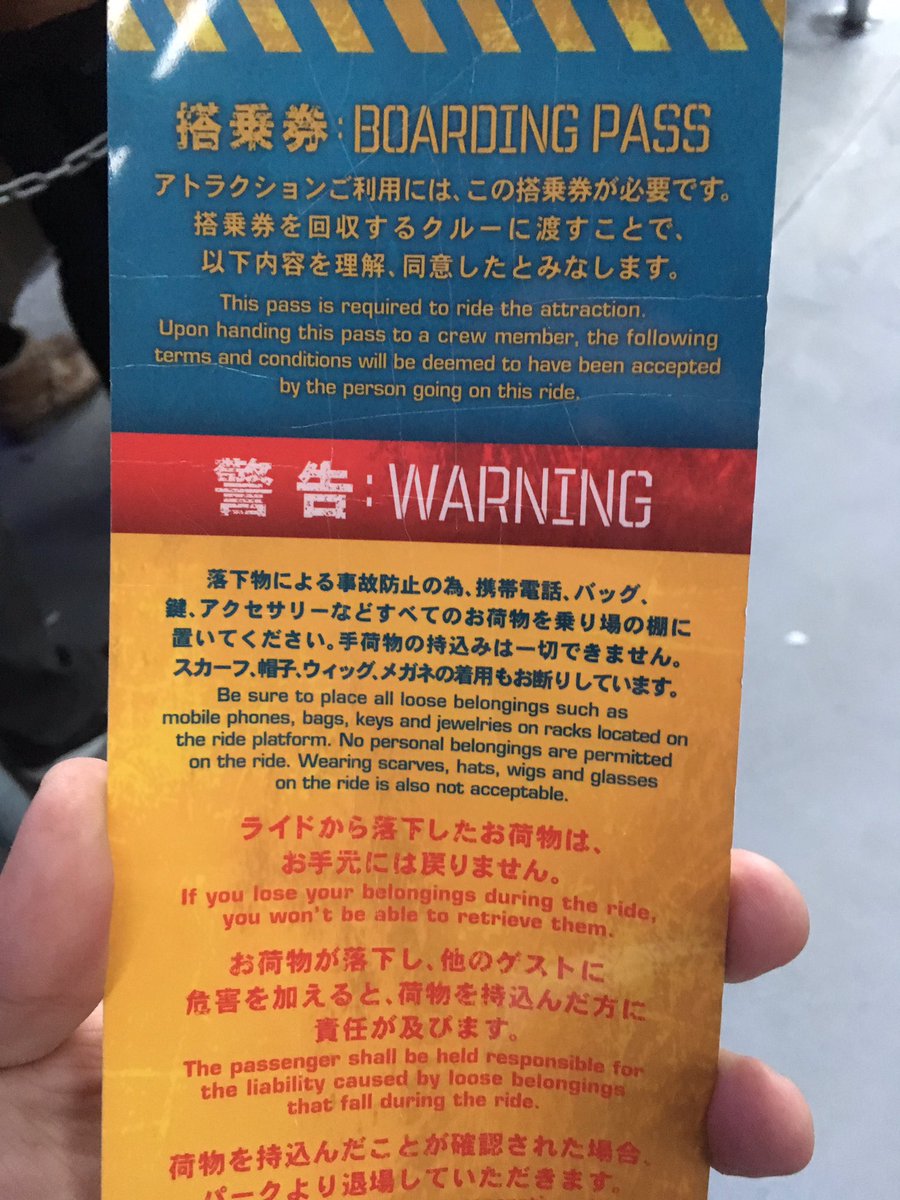 搭乗券:BOARDING PASS
アトラクションご利用には、この搭乗券が必要です。
搭乗券を回収するクルーに渡すことで、
以下内容を理解、同意したとみなします。
This pass is required to ride the attraction.
Upon handing this pass to a crew member, the following
terms and conditions will be deemed to have been accepted
by the person going on this ride.
警告:WARNING
落下物による事故防止の為、携帯電話、バッグ、
鍵、アクセサリーなどすべてのお荷物を乗り場の棚に
置いてください。手荷物の持込みは一切できません。
スカーフ、帽子、ウィッグ、メガネの着用もお断りしています。
Be sure to place all loose belongings such as
mobile phones, bags, keys and jewelries on racks located on
the ride platform. No personal belongings are permitted
on the ride. Wearing scarves, hats, wigs and glasses
on the ride is also not acceptable.
ライドから落下したお荷物は、
お手元には戻りません。
If you lose your belongings during the ride,
you won't be able to retrieve them.
お荷物が落下し、他のゲストに
危害を加えると、荷物を持込んだ方に
責任が及びます。
The passenger shall be held responsible for
the liability caused by loose belongings
that fall during the ride.
荷物を持込んだことが確認された場合、
パークより退場していただきます。